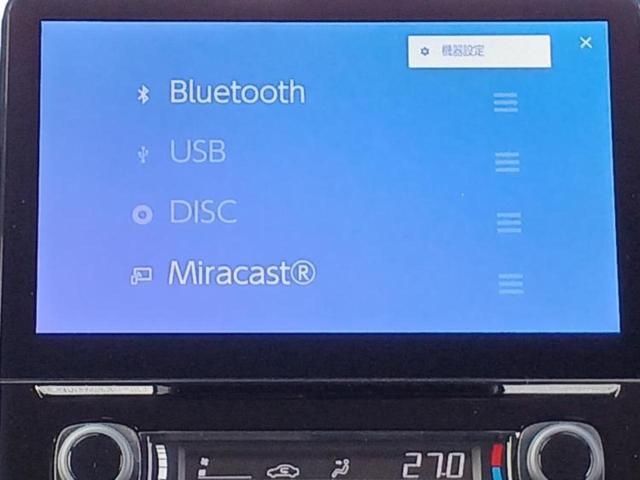 機器設定
Bluetooth
USB
DISC
Miracast®
27.0